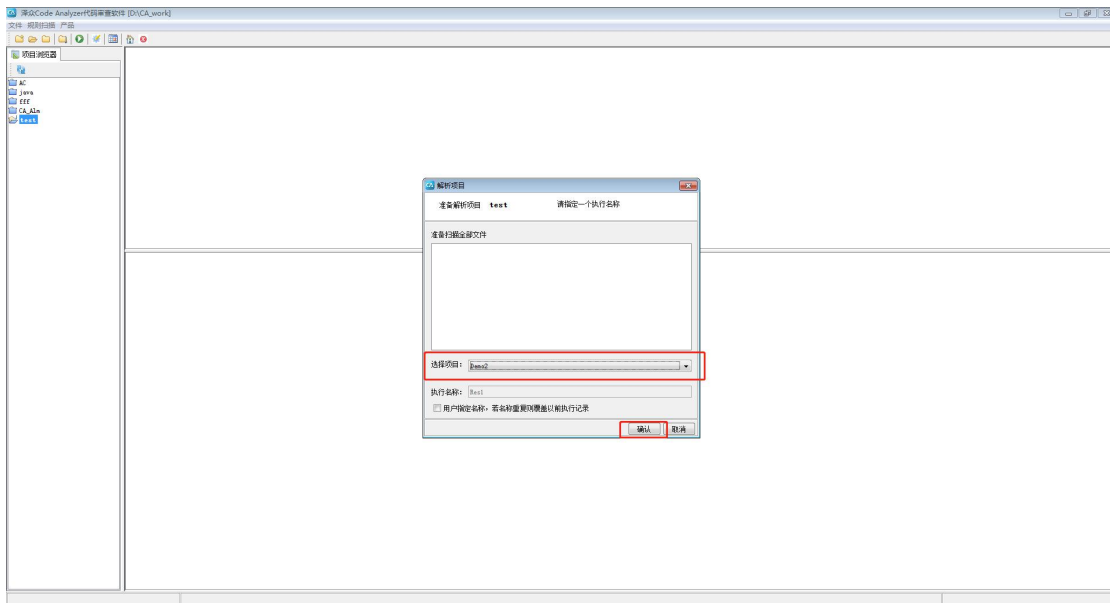 泽众Code Analyzer代码审查软件 [D:\CA_work]
文件 规则扫描 产品
项目浏览器
AC
java
fff
CA_Alm
test
解析项目
准备解析项目 test 请指定一个执行名称
准备扫描全部文件
选择项目: Demo2
执行名称: Res1
用户指定名称，若名称重复则覆盖以前执行记录
确认 取消